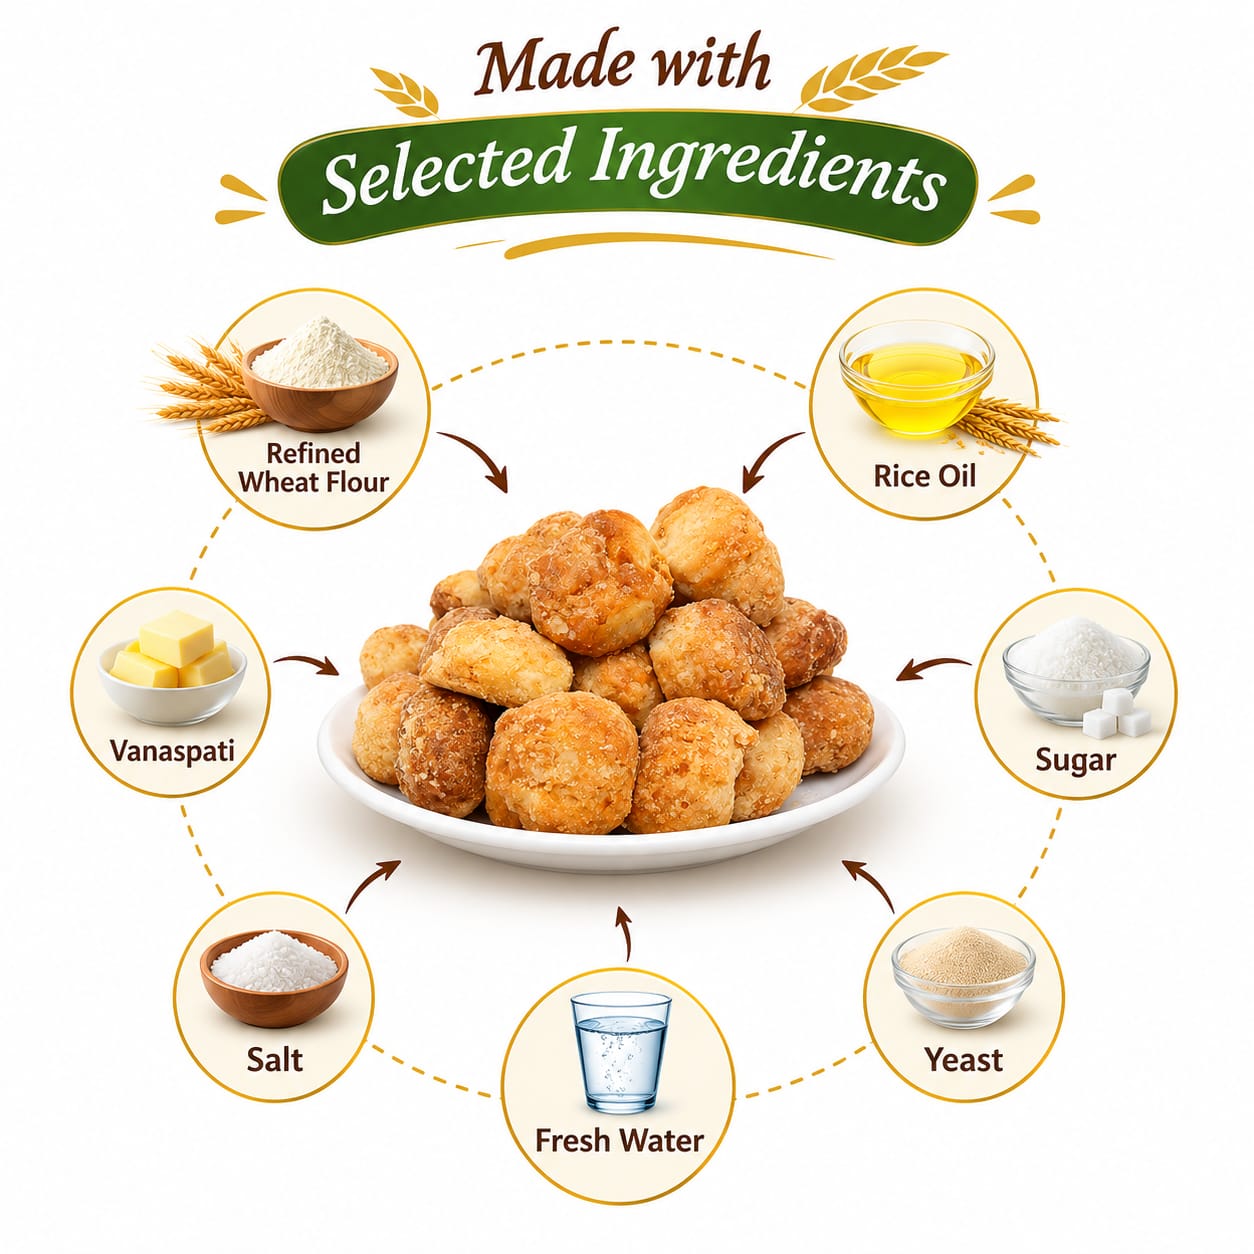 Made with
Selected Ingredients
Refined
Wheat Flour
Rice Oil
Vanaspati
Sugar
Salt
Yeast
Fresh Water